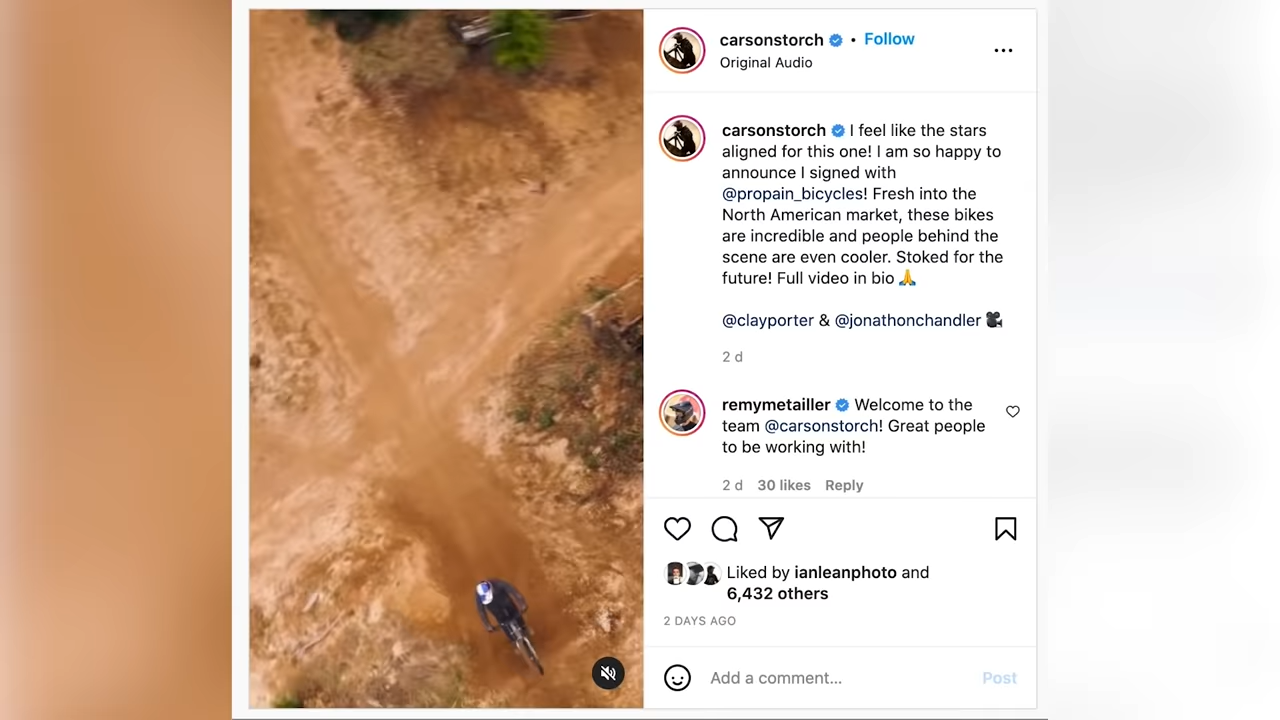 carsonstorch • Follow
Original Audio
carsonstorch I feel like the stars
aligned for this one! I am so happy to
announce I signed with
@propain_bicycles! Fresh into the
North American market, these bikes
are incredible and people behind the
scene are even cooler. Stoked for the
future! Full video in bio 🙏
@clayporter & @jonathonchandler 🎥
2 d
remymetailler Welcome to the
team @carsonstorch! Great people
to be working with!
2 d 30 likes Reply
Liked by ianleanphoto and
6,432 others
2 DAYS AGO
Add a comment... Post